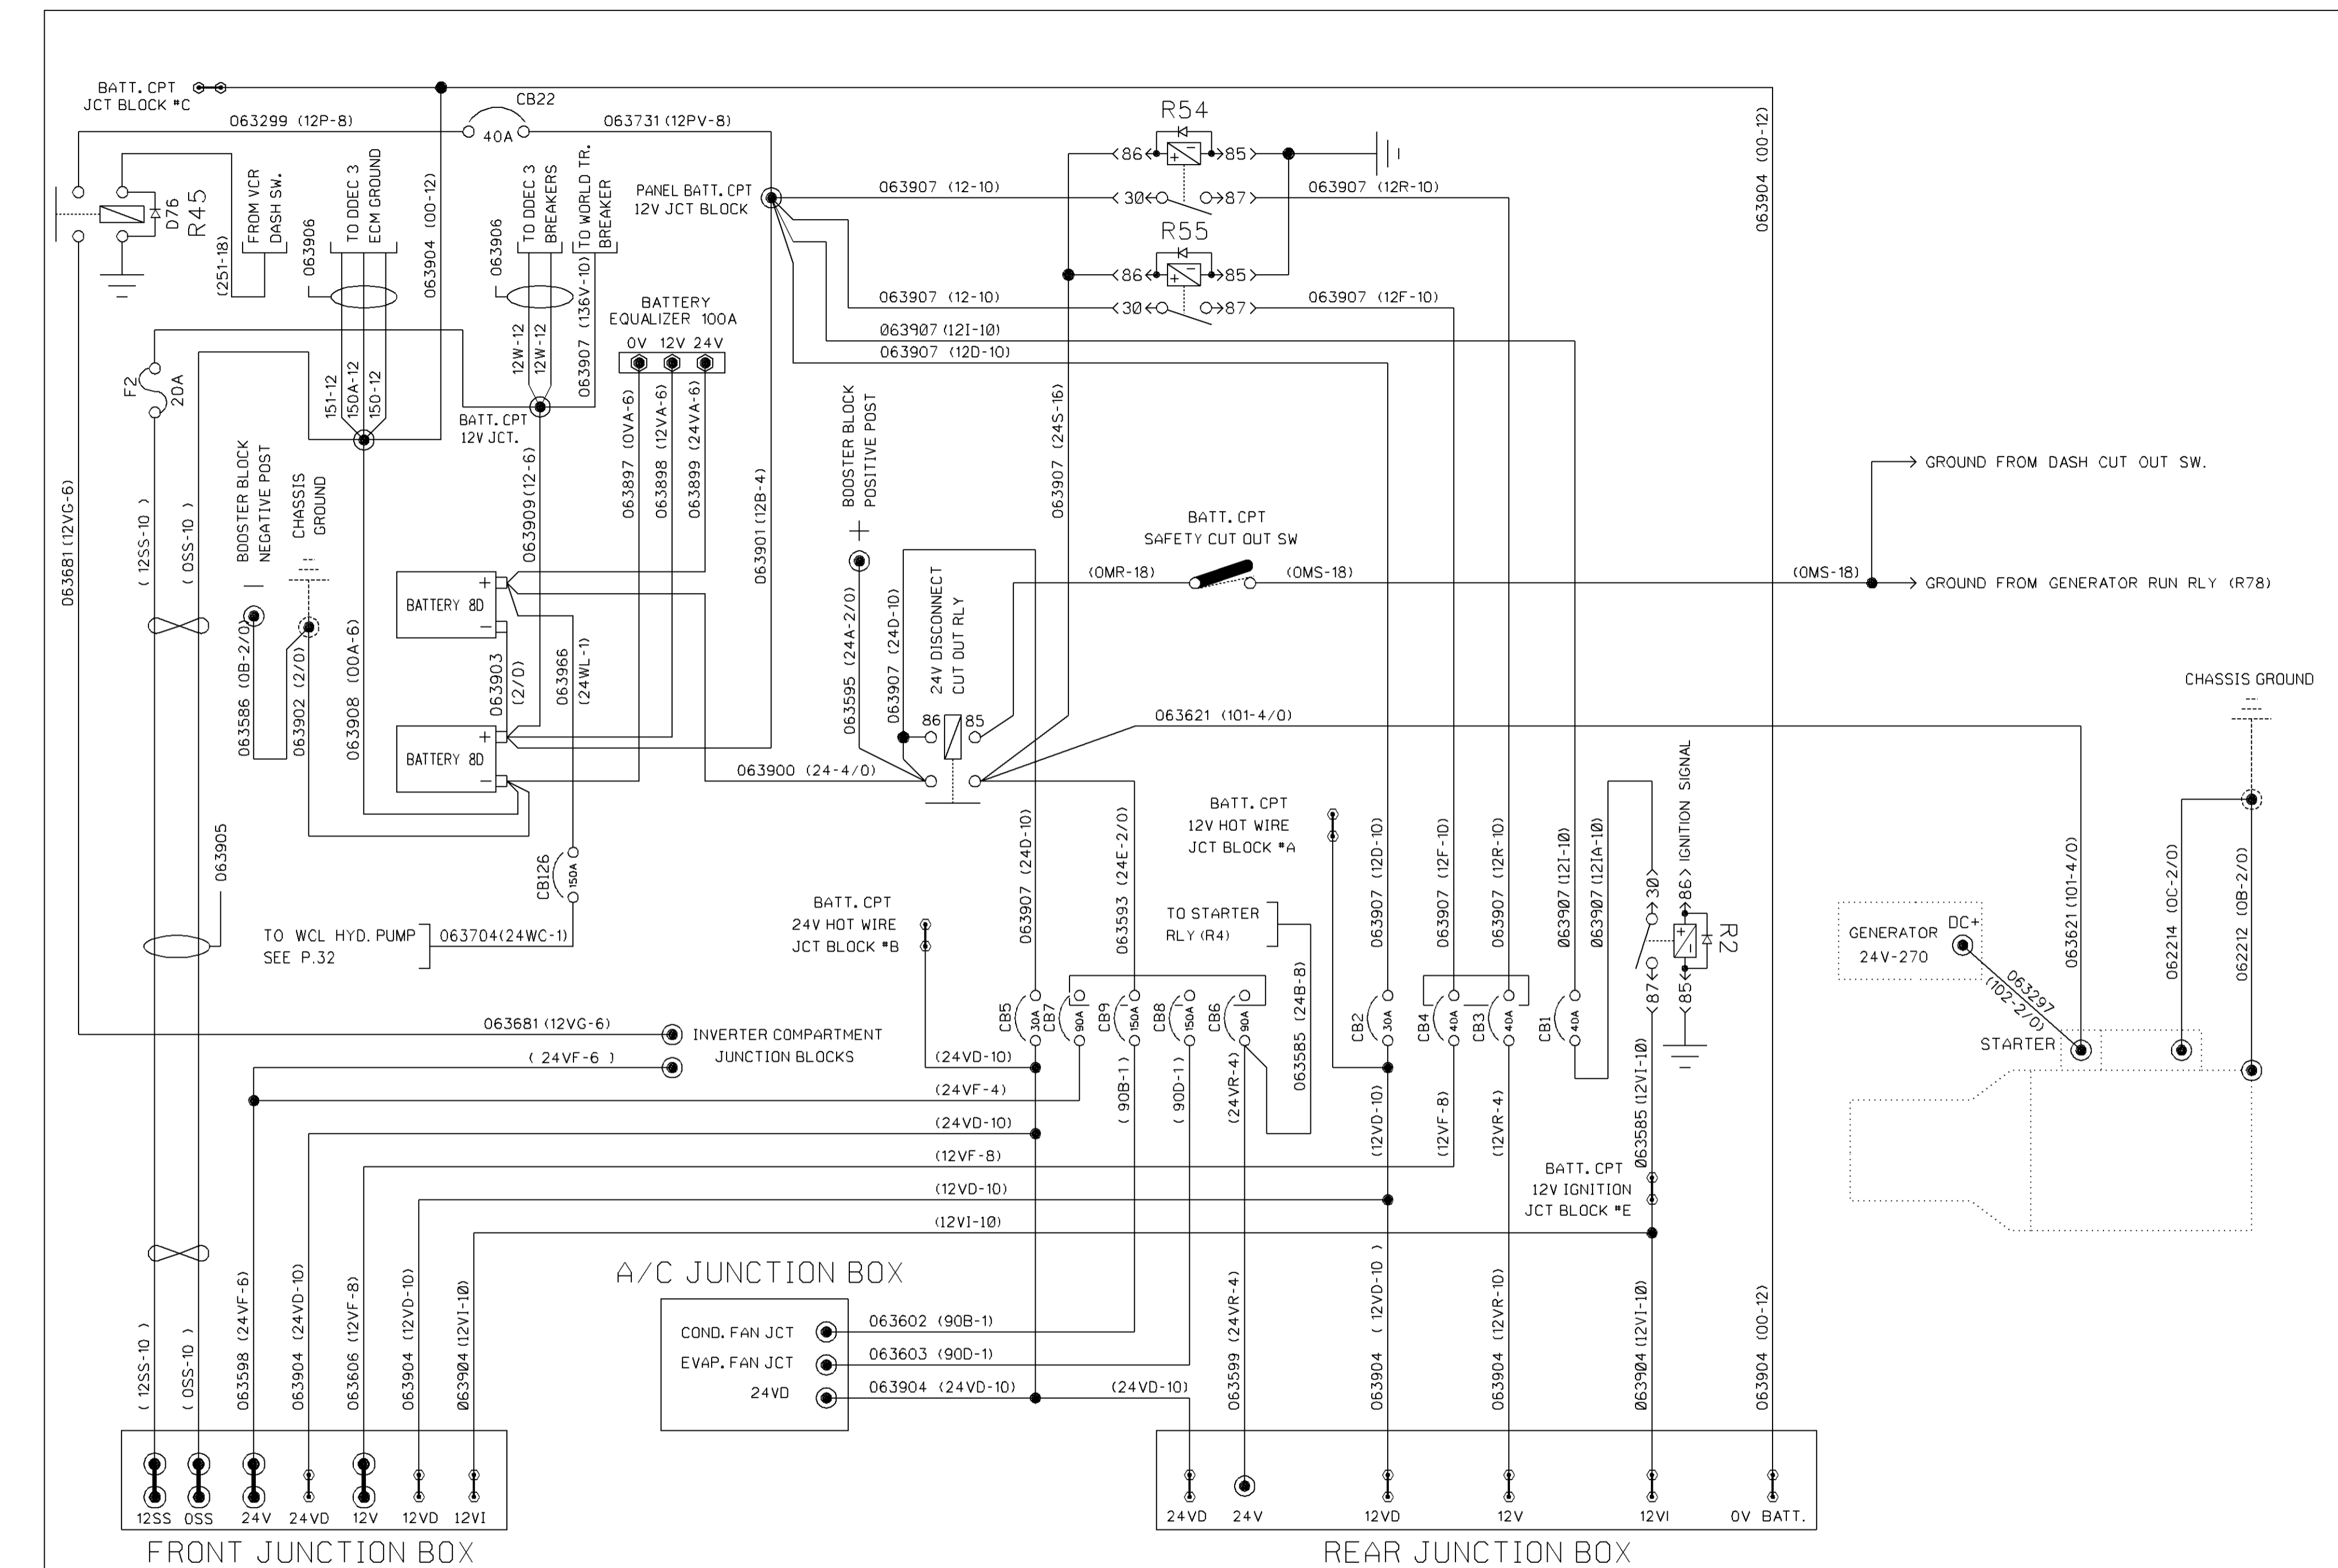 BATT. CPT
JCT BLOCK #C
063299 (12P-8)
CB22
40A
063731 (12PV-8)
R54
86
85
30
87
063907 (12-10)
063907 (12R-10)
063904 (00-12)
PANEL BATT. CPT
12V JCT BLOCK
R55
86
85
30
87
063907 (12-10)
063907 (12F-10)
063907 (12I-10)
063907 (12D-10)
D76
R45
(251-18)
FROM VCR
DASH SW.
063906
TO DDEC 3
ECM GROUND
063904 (00-12)
063906
TO DDEC 3
BREAKERS
TO WORLD TR.
BREAKER
063907 (136V-10)
12W-12
12W-12
BATTERY
EQUALIZER 100A
0V 12V 24V
F2
20A
151-12
150A-12
150-12
BATT. CPT
12V JCT.
063897 (0VA-6)
063898 (12VA-6)
063899 (24VA-6)
063901 (12B-4)
BOOSTER BLOCK
POSITIVE POST
+
063907 (24S-16)
GROUND FROM DASH CUT OUT SW.
GROUND FROM GENERATOR RUN RLY (R78)
BATT. CPT
SAFETY CUT OUT SW
(0MR-18)
(0MS-18)
(0MS-18)
063681 (12VG-6)
( 12SS-10 )
( 0SS-10 )
BOOSTER BLOCK
NEGATIVE POST
CHASSIS
GROUND
063586 (0B-2/0)
063902 (2/0)
063908 (00A-6)
063909 (12-6)
+
BATTERY 8D
-
063903
(2/0)
063966
(24WL-1)
+
BATTERY 8D
-
063595 (24A-2/0)
063907 (24D-10)
24V DISCONNECT
CUT OUT RLY
86
85
063900 (24-4/0)
063621 (101-4/0)
CHASSIS GROUND
063905
CB126
150A
TO WCL HYD. PUMP
SEE P.32
063704(24WC-1)
BATT. CPT
24V HOT WIRE
JCT BLOCK #B
063907 (24D-10)
063593 (24E-2/0)
BATT. CPT
12V HOT WIRE
JCT BLOCK #A
TO STARTER
RLY (R4)
063585 (24B-8)
063907 (12D-10)
063907 (12F-10)
063907 (12R-10)
063907 (12I-10)
063907 (12IA-10)
30
86
IGNITION SIGNAL
R2
87
85
GENERATOR
24V-270
DC+
063297
(102-2/0)
063621 (101-4/0)
062214 (0C-2/0)
062212 (0B-2/0)
STARTER
CB5
30A
CB7
90A
CB9
150A
CB8
150A
CB6
90A
CB2
30A
CB4
40A
CB3
40A
CB1
40A
063681 (12VG-6)
( 24VF-6 )
INVERTER COMPARTMENT
JUNCTION BLOCKS
(24VD-10)
(24VF-4)
(24VD-10)
(12VF-8)
(12VD-10)
(12VI-10)
( 90B-1 )
( 90D-1 )
(24VR-4)
(12VD-10)
(12VF-8)
(12VR-4)
063585 (12VI-10)
BATT. CPT
12V IGNITION
JCT BLOCK #E
A/C JUNCTION BOX
COND. FAN JCT
063602 (90B-1)
EVAP. FAN JCT
063603 (90D-1)
24VD
063904 (24VD-10)
(24VD-10)
( 12SS-10 )
( 0SS-10 )
063598 (24VF-6)
063904 (24VD-10)
063606 (12VF-8)
063904 (12VD-10)
063904 (12VI-10)
063599 (24VR-4)
063904 ( 12VD-10 )
063904 (12VR-10)
063904 (12VI-10)
063904 (00-12)
12SS 0SS 24V 24VD 12V 12VD 12VI
FRONT JUNCTION BOX
24VD 24V 12VD 12V 12VI 0V BATT.
REAR JUNCTION BOX